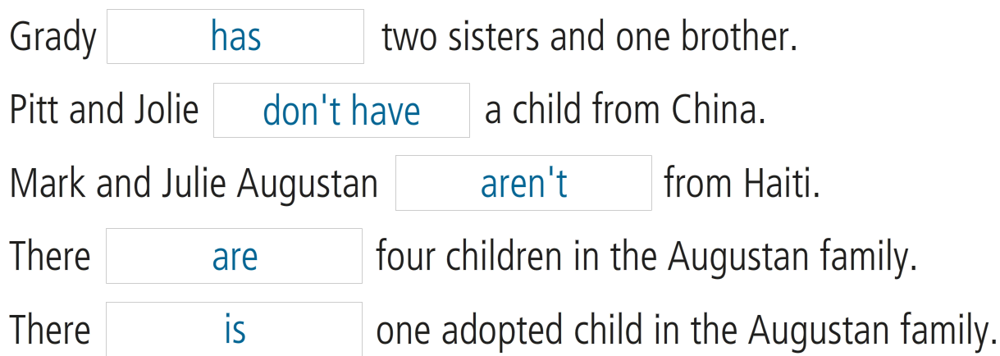 Grady has two sisters and one brother.
Pitt and Jolie don't have a child from China.
Mark and Julie Augustan aren't from Haiti.
There are four children in the Augustan family.
There is one adopted child in the Augustan family.